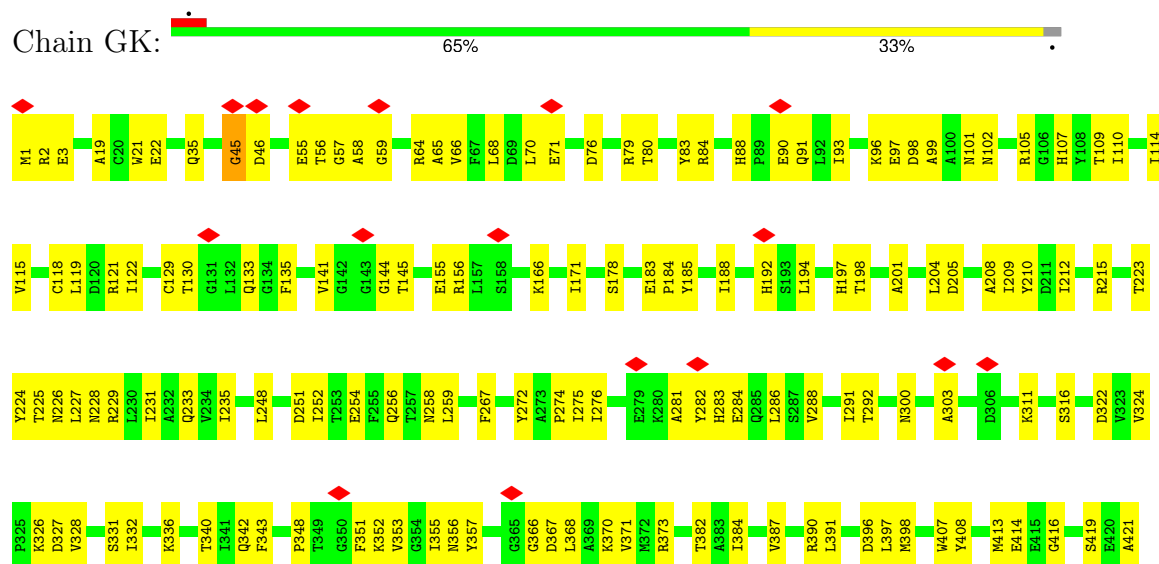 Chain GK:
65% 33%
M1 R2 E3 A19 C20 W21 E22 Q35 G45 D46 E55 T56 G57 A58 G59 R64 A65 V66 F67 L68 D69 L70 E71 D76 R79 T80 Y83 R84 H88 P89 E90 Q91 L92 I93 K96 E97 D98 A99 A100 N101 N102 R105 G106 H107 Y108 T109 I110 I114
V115 C118 L119 D120 R121 I122 C129 T130 G131 L132 Q133 G134 F135 V141 G142 G143 G144 T145 E155 R156 L157 S158 K166 I171 S178 E183 P184 Y185 I188 H192 S193 L194 H197 T198 A201 L204 D205 A208 I209 Y210 D211 I212 R215 T223
Y224 T225 N226 L227 N228 R229 L230 I231 A232 Q233 V234 I235 L248 D251 I252 T253 E254 F255 Q256 T257 N258 L259 F267 Y272 A273 P274 I275 I276 E279 K280 A281 Y282 H283 E284 Q285 L286 S287 V288 I291 T292 N300 A303 D306 K311 S316 D322 V323 V324
P325 K326 D327 V328 S331 I332 K336 T340 I341 Q342 F343 P348 T349 G350 F351 K352 V353 G354 I355 N356 Y357 G365 G366 D367 L368 A369 K370 V371 M372 R373 T382 A383 I384 V387 R390 L391 D396 L397 M398 W407 Y408 M413 E414 E415 G416 S419 E420 A421